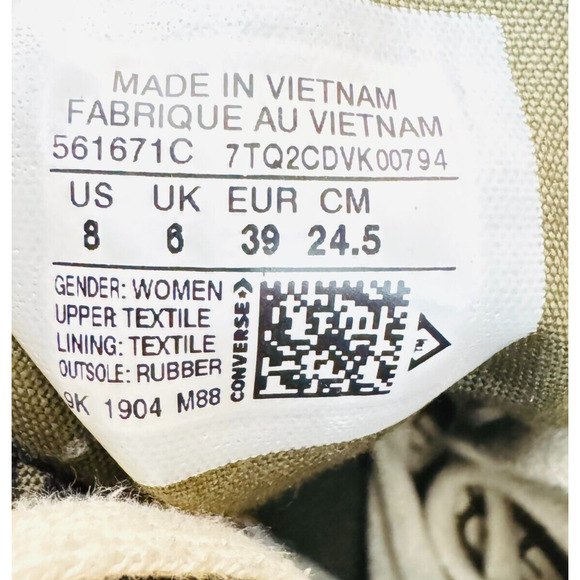 MADE IN VIETNAM
FABRIQUE AU VIETNAM
561671C 7TQ2CDVK00794
US UK EUR CM
8 6 39 24.5
GENDER: WOMEN
UPPER TEXTILE
LINING: TEXTILE
OUTSOLE: RUBBER
9K 1904 M88
CONVERSE
TM